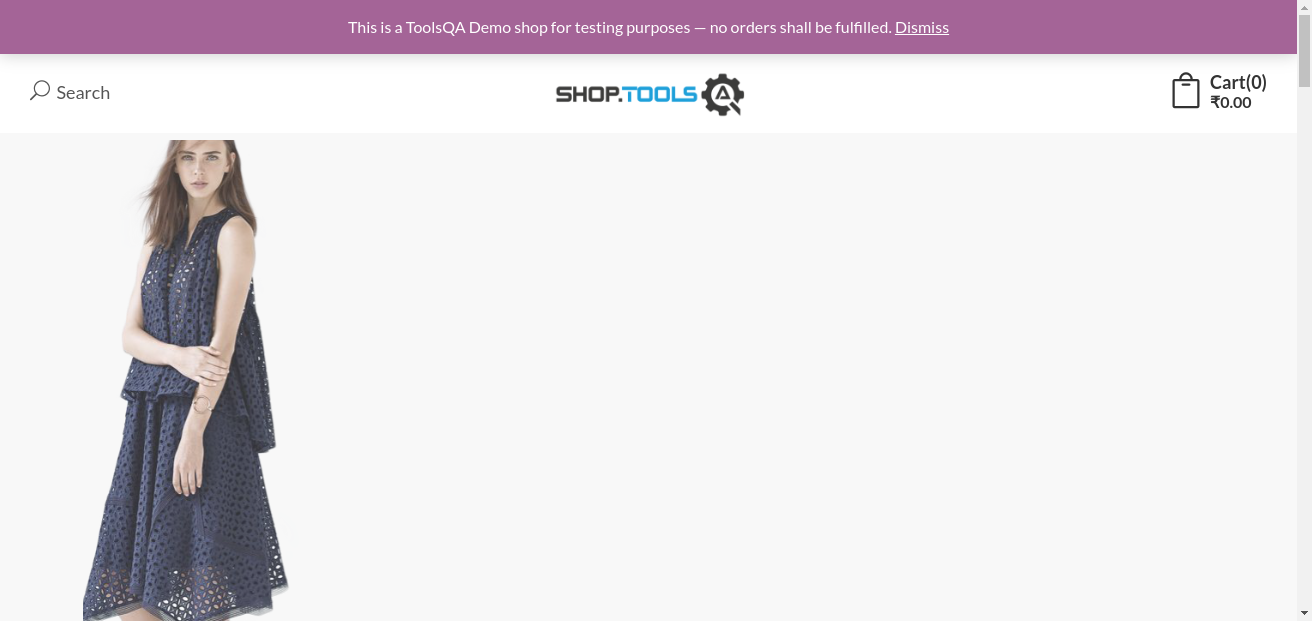 This is a ToolsQA Demo shop for testing purposes — no orders shall be fulfilled. Dismiss
Search
SHOP.TOOLS
Cart(0)
₹0.00